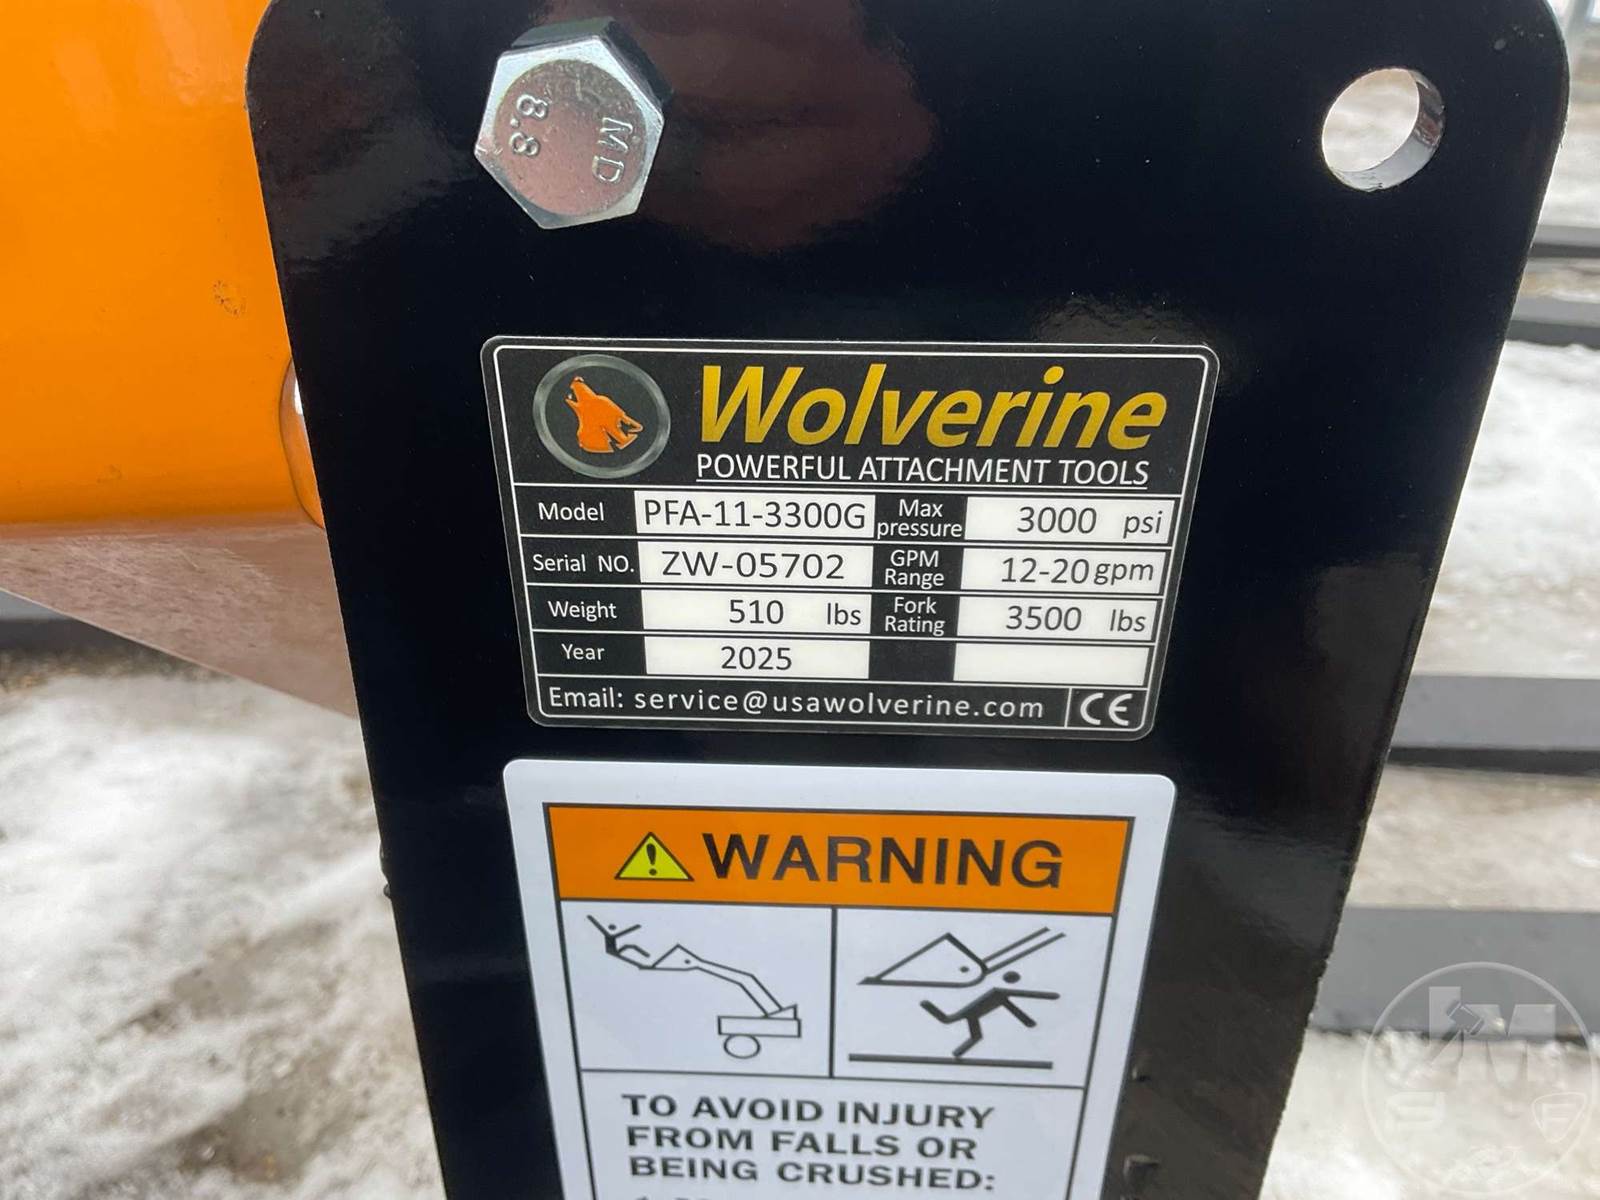 8.8
MD
Wolverine
POWERFUL ATTACHMENT TOOLS
Model PFA-11-3300G Max pressure 3000 psi
Serial NO. ZW-05702 GPM Range 12-20 gpm
Weight 510 lbs Fork Rating 3500 lbs
Year 2025
Email: service@usawolverine.com CE
WARNING
TO AVOID INJURY
FROM FALLS OR
BEING CRUSHED:
JM
S F